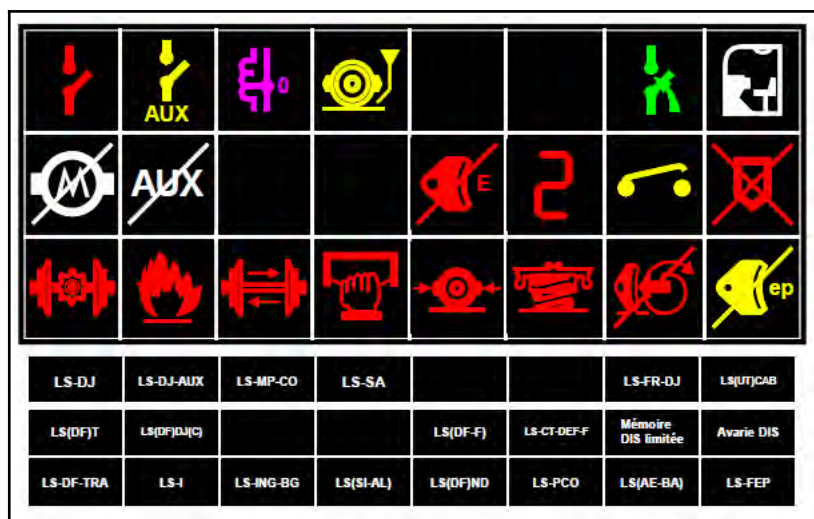 AUX
0
AUX
E
2
ep
LS-DJ LS-DJ-AUX LS-MP-CO LS-SA LS-FR-DJ LS(UT)CAB
LS(DF)T LS(DF)DJ(C) LS(DF-F) LS-CT-DEF-F Mémoire DIS limitée Avarie DIS
LS-DF-TRA LS-I LS-ING-BG LS(SI-AL) LS(DF)ND LS-PCO LS(AE-BA) LS-FEP